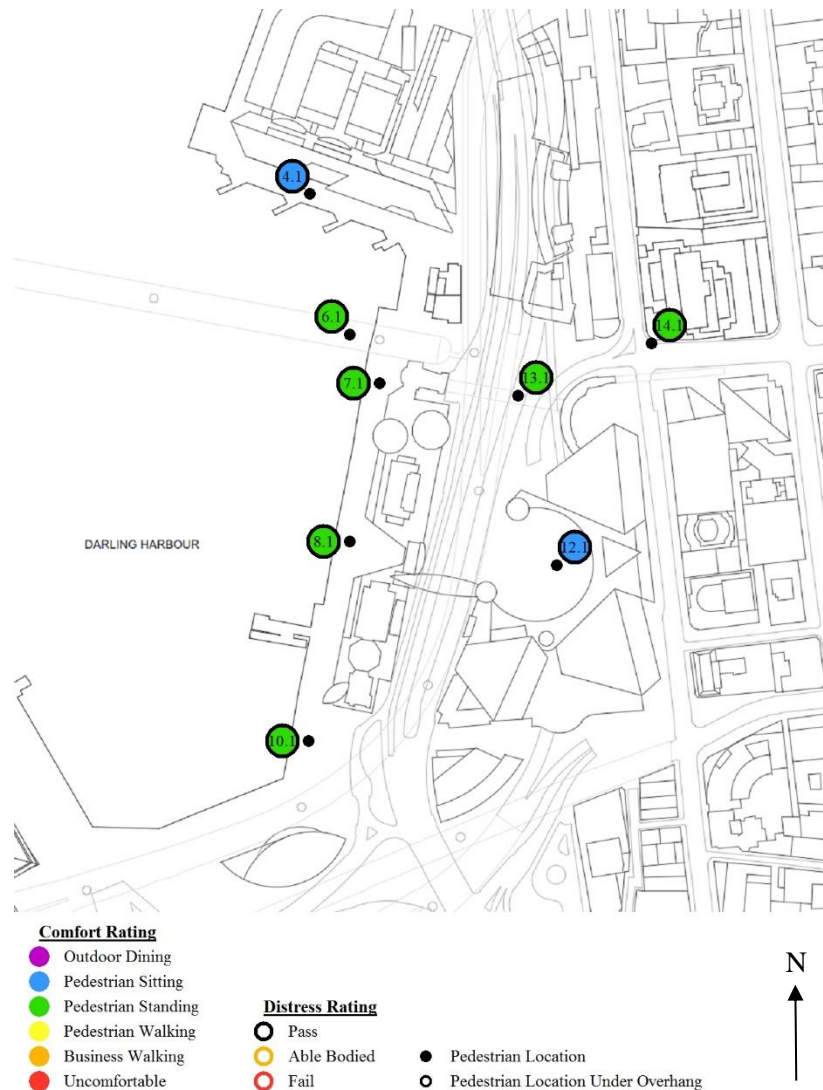 4.1
6.1
14.1
7.1
13.1
8.1
DARLING HARBOUR
12.1
10.1
Comfort Rating
Outdoor Dining
Pedestrian Sitting
Pedestrian Standing
Pedestrian Walking
Business Walking
Uncomfortable
Distress Rating
Pass
Able Bodied
Fail
Pedestrian Location
Pedestrian Location Under Overhang
N